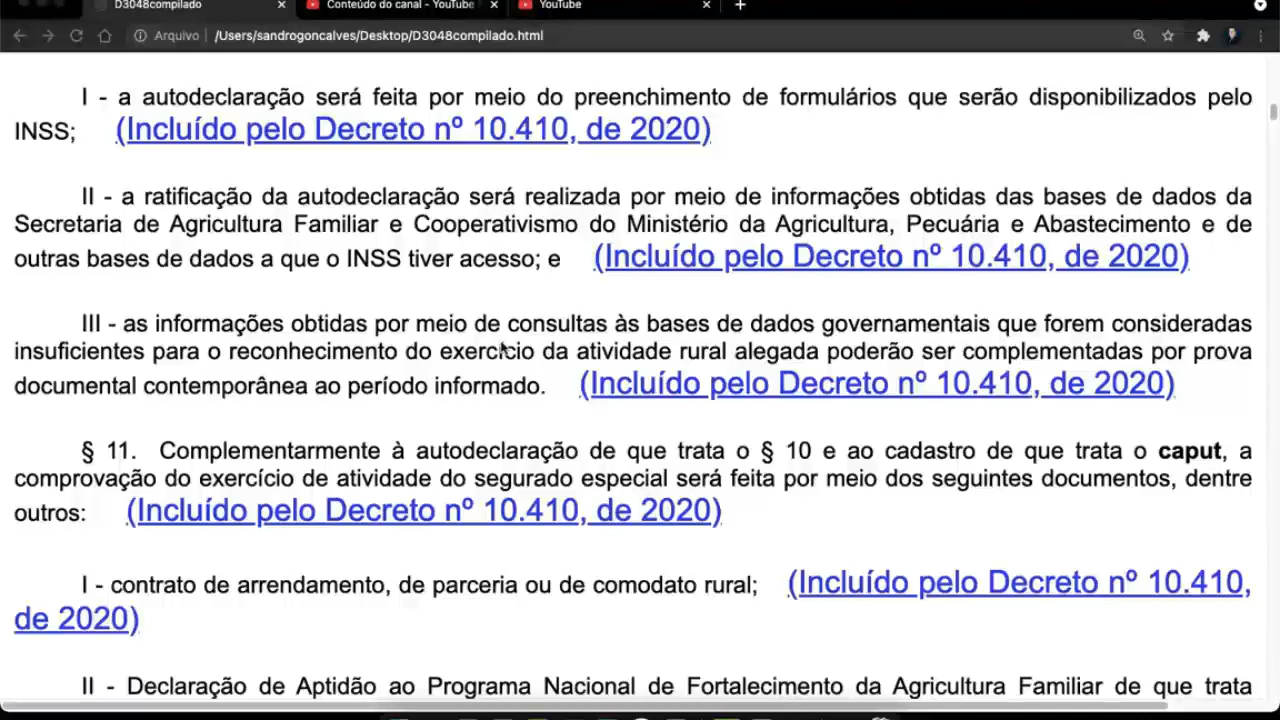 D3048compilado
Conteúdo do canal - YouTube
YouTube
Arquivo | /Users/sandrogoncalves/Desktop/D3048compilado.html
I - a autodeclaração será feita por meio do preenchimento de formulários que serão disponibilizados pelo
INSS; (Incluído pelo Decreto nº 10.410, de 2020)
II - a ratificação da autodeclaração será realizada por meio de informações obtidas das bases de dados da
Secretaria de Agricultura Familiar e Cooperativismo do Ministério da Agricultura, Pecuária e Abastecimento e de
outras bases de dados a que o INSS tiver acesso; e (Incluído pelo Decreto nº 10.410, de 2020)
III - as informações obtidas por meio de consultas às bases de dados governamentais que forem consideradas
insuficientes para o reconhecimento do exercício da atividade rural alegada poderão ser complementadas por prova
documental contemporânea ao período informado. (Incluído pelo Decreto nº 10.410, de 2020)
§ 11. Complementarmente à autodeclaração de que trata o § 10 e ao cadastro de que trata o caput, a
comprovação do exercício de atividade do segurado especial será feita por meio dos seguintes documentos, dentre
outros: (Incluído pelo Decreto nº 10.410, de 2020)
I - contrato de arrendamento, de parceria ou de comodato rural; (Incluído pelo Decreto nº 10.410,
de 2020)
II - Declaração de Aptidão ao Programa Nacional de Fortalecimento da Agricultura Familiar de que trata